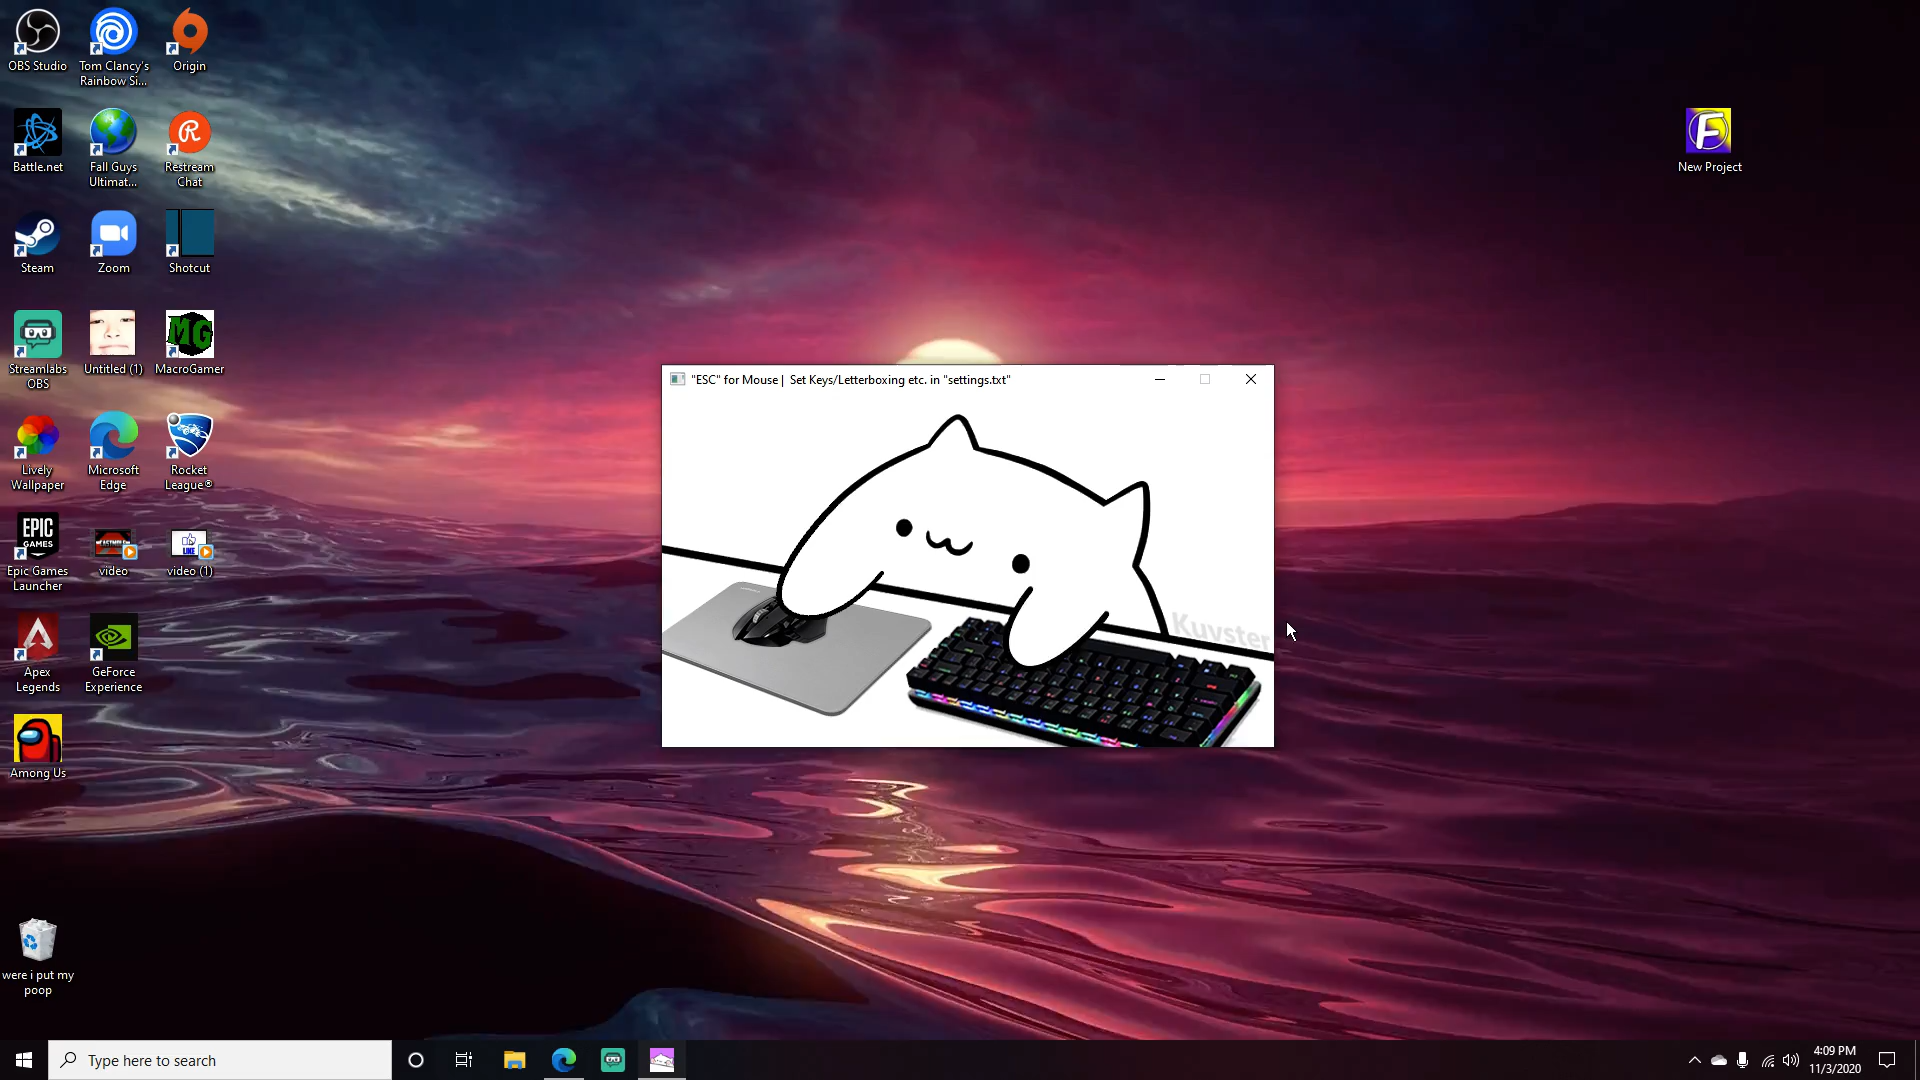 OBS Studio
Tom Clancy's
Rainbow Si...
Origin
Battle.net
Fall Guys
Ultimat...
R
Restream
Chat
F
New Project
Steam
Zoom
Shotcut
Streamlabs
OBS
Untitled (1)
MG
MacroGamer
Lively
Wallpaper
Microsoft
Edge
Rocket
League®
"ESC" for Mouse | Set Keys/Letterboxing etc. in "settings.txt"
Kuvster
EPIC
GAMES
Epic Games
Launcher
video
LIKE
video (1)
Apex
Legends
GeForce
Experience
Among Us
were i put my
poop
Type here to search
4:09 PM
11/3/2020